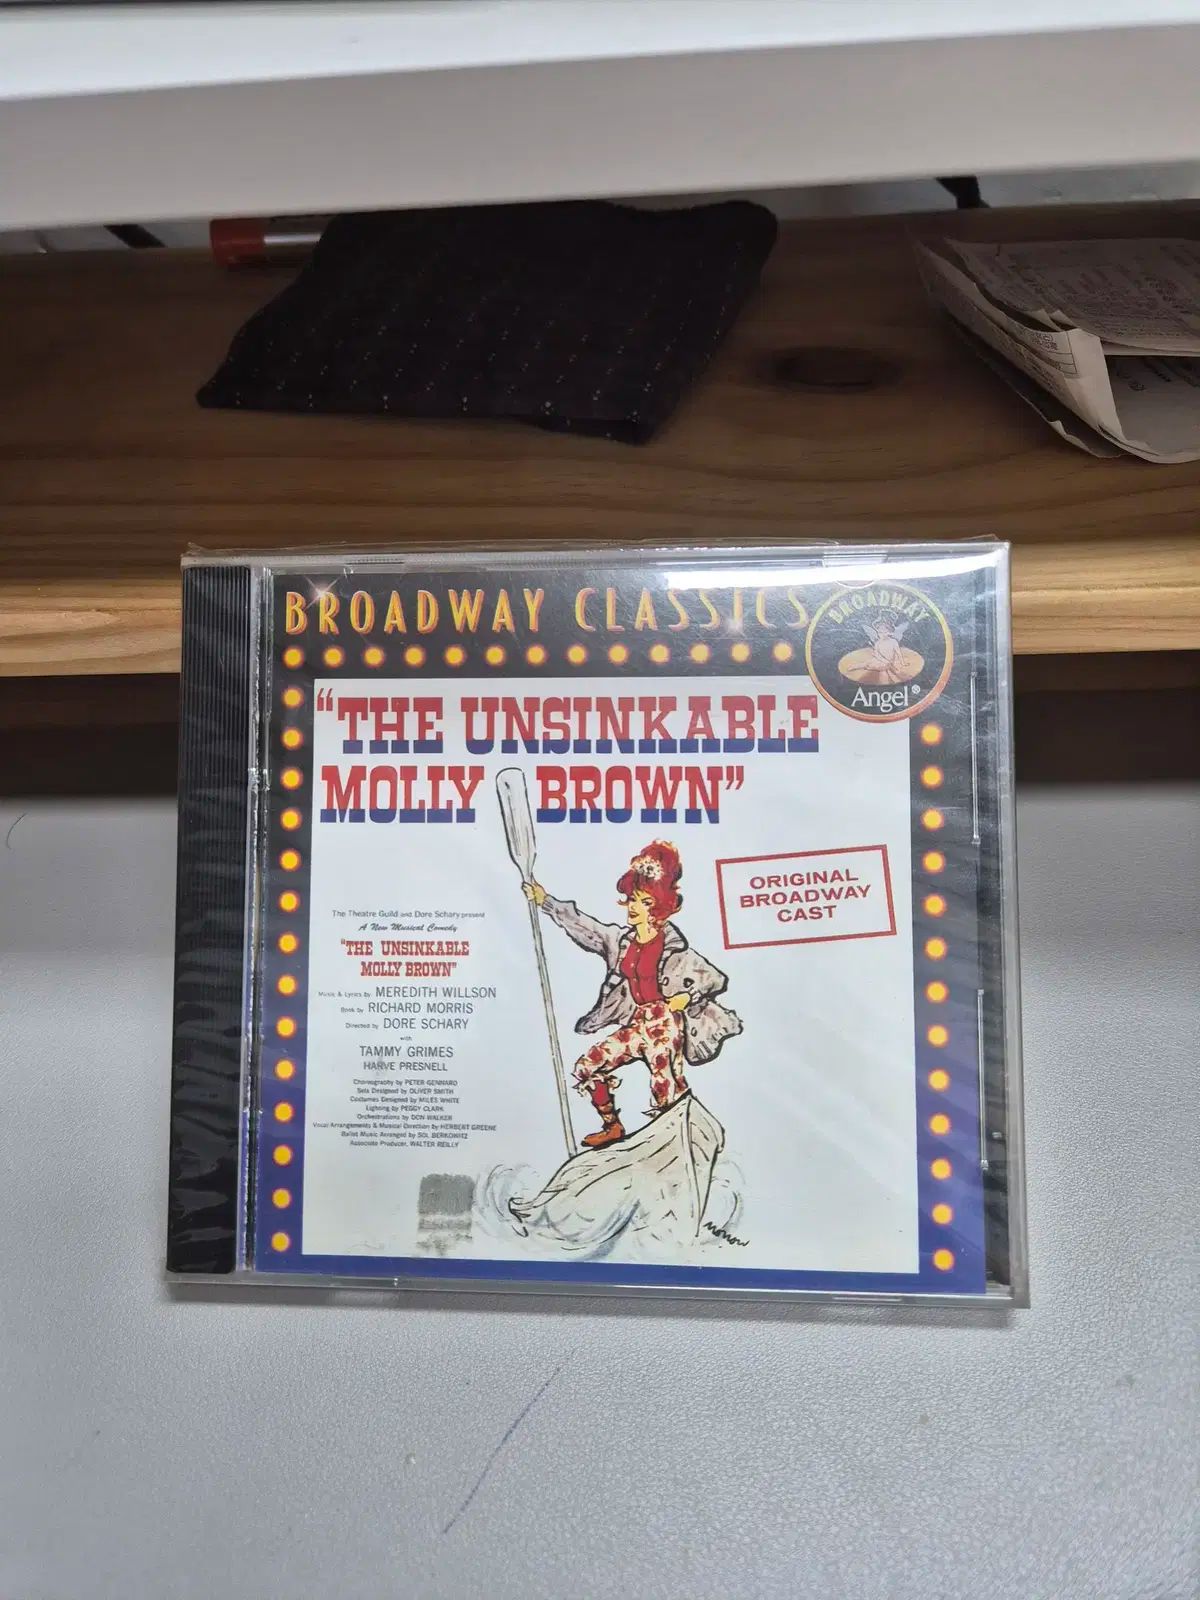 BROADWAY CLASSICS
BROADWAY
Angel®
"THE UNSINKABLE
MOLLY BROWN"
ORIGINAL
BROADWAY
CAST
The Theatre Guild and Dore Schary present
A New Musical Comedy
"THE UNSINKABLE
MOLLY BROWN"
Music & Lyrics by MEREDITH WILLSON
Book by RICHARD MORRIS
Directed by DORE SCHARY
with
TAMMY GRIMES
HARVE PRESNELL
Choreography by PETER GENNARO
Sets Designed by OLIVER SMITH
Costumes Designed by MILES WHITE
Lighting by PEGGY CLARK
Orchestrations by DON WALKER
Vocal Arrangements & Musical Direction by HERBERT GREENE
Ballet Music Arranged by SOL BERKOWITZ
Associate Producer, WALTER REILLY